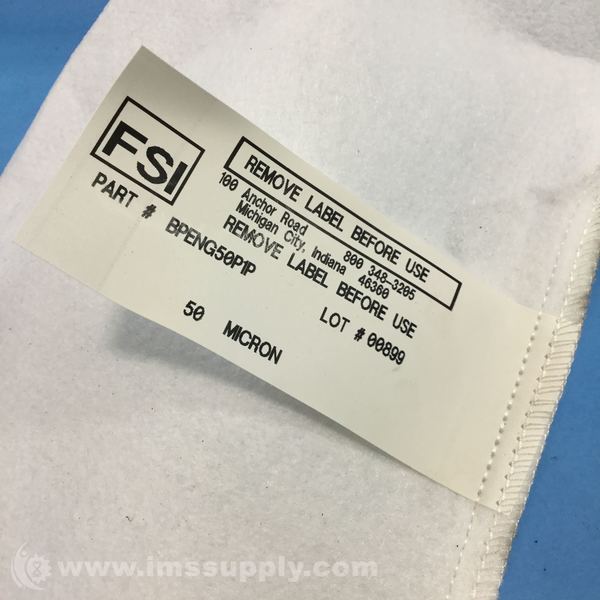 FSI
REMOVE LABEL BEFORE USE
100 Anchor Road 800 348-3205
Michigan City, Indiana 46360
REMOVE LABEL BEFORE USE
PART # BPENG50P1P
LOT # 00899
50 MICRON
www.imssupply.com